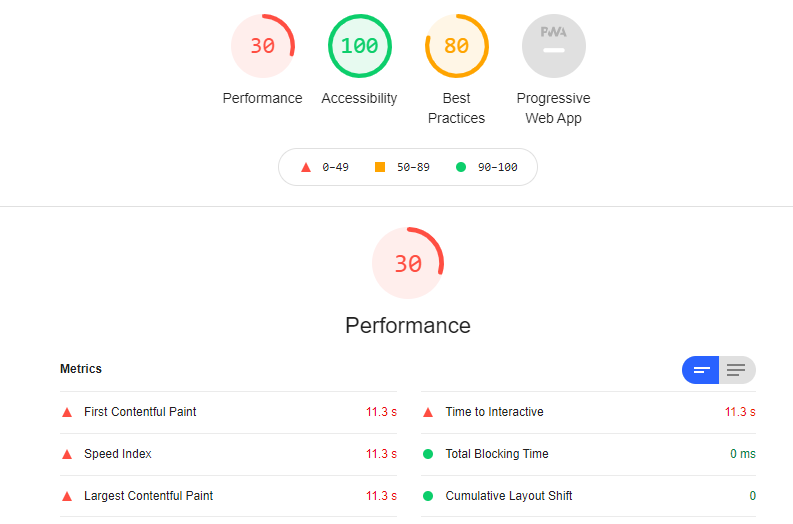 30 100 80 PWA
Performance Accessibility Best Practices Progressive Web App
0–49 50–89 90–100
30
Performance
Metrics
First Contentful Paint 11.3 s
Time to Interactive 11.3 s
Speed Index 11.3 s
Total Blocking Time 0 ms
Largest Contentful Paint 11.3 s
Cumulative Layout Shift 0